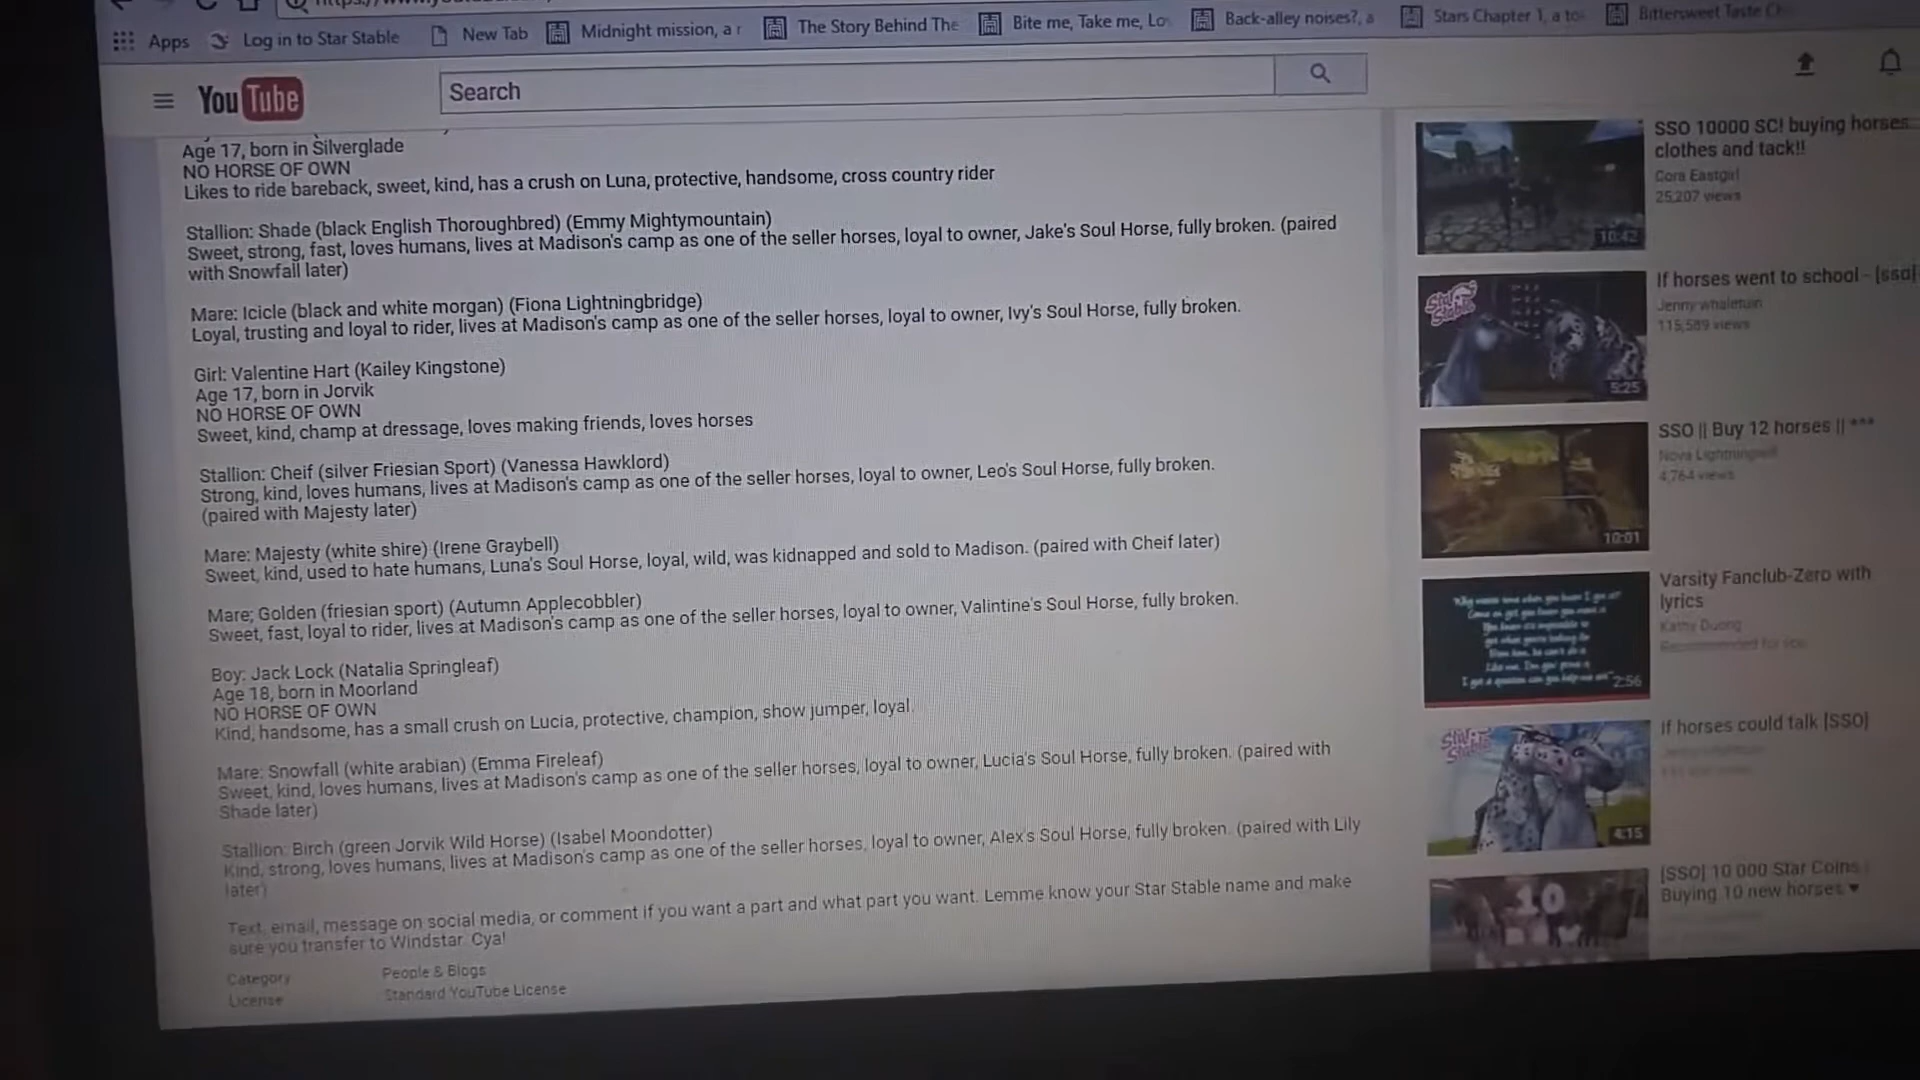 Apps
Log in to Star Stable
New Tab
Midnight mission, a r
The Story Behind The
Bite me, Take me, Lo
Back-alley noises?, a
Stars Chapter 1, a to
Bittersweet Taste Ch
YouTube
Search
Age 17, born in Silverglade
NO HORSE OF OWN
Likes to ride bareback, sweet, kind, has a crush on Luna, protective, handsome, cross country rider
Stallion: Shade (black English Thoroughbred) (Emmy Mightymountain)
Sweet, strong, fast, loves humans, lives at Madison's camp as one of the seller horses, loyal to owner, Jake's Soul Horse, fully broken. (paired
with Snowfall later)
Mare: Icicle (black and white morgan) (Fiona Lightningbridge)
Loyal, trusting and loyal to rider, lives at Madison's camp as one of the seller horses, loyal to owner, Ivy's Soul Horse, fully broken.
Girl: Valentine Hart (Kailey Kingstone)
Age 17, born in Jorvik
NO HORSE OF OWN
Sweet, kind, champ at dressage, loves making friends, loves horses
Stallion: Cheif (silver Friesian Sport) (Vanessa Hawklord)
Strong, kind, loves humans, lives at Madison's camp as one of the seller horses, loyal to owner, Leo's Soul Horse, fully broken.
(paired with Majesty later)
Mare: Majesty (white shire) (Irene Graybell)
Sweet, kind, used to hate humans, Luna's Soul Horse, loyal, wild, was kidnapped and sold to Madison. (paired with Cheif later)
Mare; Golden (friesian sport) (Autumn Applecobbler)
Sweet, fast, loyal to rider, lives at Madison's camp as one of the seller horses, loyal to owner, Valintine's Soul Horse, fully broken.
Boy: Jack Lock (Natalia Springleaf)
Age 18, born in Moorland
NO HORSE OF OWN
Kind, handsome, has a small crush on Lucia, protective, champion, show jumper, loyal.
Mare: Snowfall (white arabian) (Emma Fireleaf)
Sweet, kind, loves humans, lives at Madison's camp as one of the seller horses, loyal to owner, Lucia's Soul Horse, fully broken. (paired with
Shade later)
Stallion: Birch (green Jorvik Wild Horse) (Isabel Moondotter)
Kind, strong, loves humans, lives at Madison's camp as one of the seller horses, loyal to owner, Alex's Soul Horse, fully broken. (paired with Lily
later)
Text, email, message on social media, or comment if you want a part and what part you want. Lemme know your Star Stable name and make
sure you transfer to Windstar. Cya!
Category
People & Blogs
License
Standard YouTube License
SSO 10000 SC! buying horses
clothes and tack!!
Cora Eastgirl
25,207 views
10:42
If horses went to school - [sso]
Jenny
115,589 views
Star Stable
5:25
SSO || Buy 12 horses || ***
Nova
4,764 views
10:01
Varsity Fanclub-Zero with
lyrics
Kathy Duong
Recommended for you
2:56
If horses could talk [SSO]
Star Stable
4:15
[SSO] 10 000 Star Coins
Buying 10 new horses ♥
10